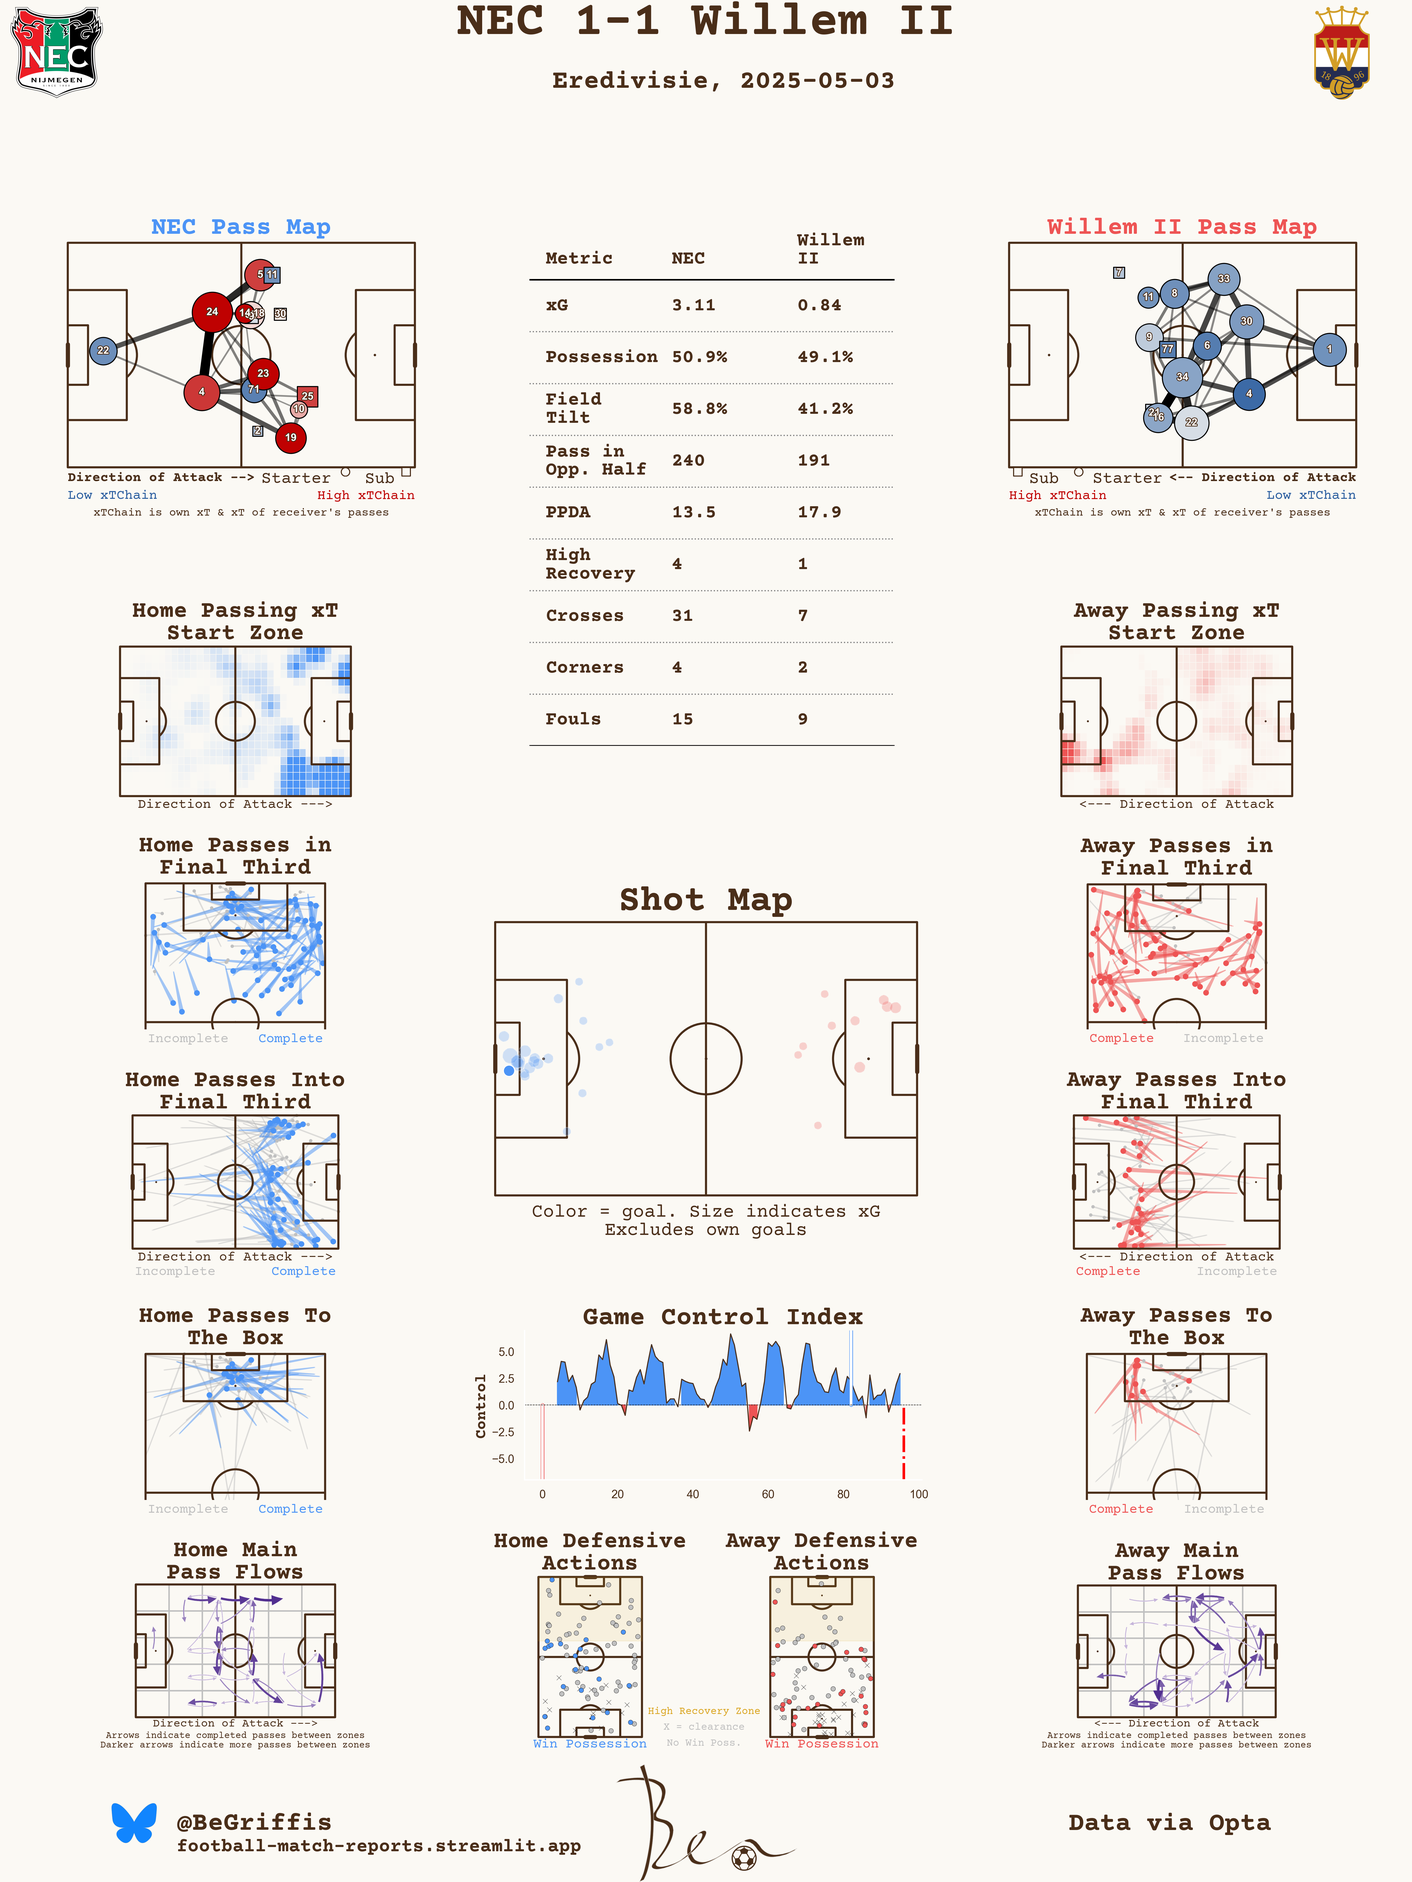 NEC 1-1 Willem II
Eredivisie, 2025-05-03
NEC
NIJMEGEN
SINCE 1900
W
18 96
NEC Pass Map
22
24
4
5
11
14
18
30
23
71
25
10
2
19
Direction of Attack --> Starter Sub
Low xTChain High xTChain
xTChain is own xT & xT of receiver's passes
Metric NEC Willem II
xG 3.11 0.84
Possession 50.9% 49.1%
Field Tilt 58.8% 41.2%
Pass in Opp. Half 240 191
PPDA 13.5 17.9
High Recovery 4 1
Crosses 31 7
Corners 4 2
Fouls 15 9
Willem II Pass Map
7
33
11
8
30
9
77
6
1
34
4
21
16
22
Sub Starter <-- Direction of Attack
High xTChain Low xTChain
xTChain is own xT & xT of receiver's passes
Home Passing xT
Start Zone
Direction of Attack --->
Away Passing xT
Start Zone
<--- Direction of Attack
Home Passes in
Final Third
Incomplete Complete
Away Passes in
Final Third
Complete Incomplete
Shot Map
Color = goal. Size indicates xG
Excludes own goals
Home Passes Into
Final Third
Direction of Attack --->
Incomplete Complete
Away Passes Into
Final Third
<--- Direction of Attack
Complete Incomplete
Home Passes To
The Box
Incomplete Complete
Game Control Index
Control
5.0
2.5
0.0
−2.5
−5.0
0 20 40 60 80 100
Away Passes To
The Box
Complete Incomplete
Home Main
Pass Flows
Direction of Attack --->
Arrows indicate completed passes between zones
Darker arrows indicate more passes between zones
Home Defensive
Actions
Win Possession
High Recovery Zone
X = clearance
No Win Poss.
Away Defensive
Actions
Win Possession
Away Main
Pass Flows
<--- Direction of Attack
Arrows indicate completed passes between zones
Darker arrows indicate more passes between zones
@BeGriffis
football-match-reports.streamlit.app
Ben
Data via Opta